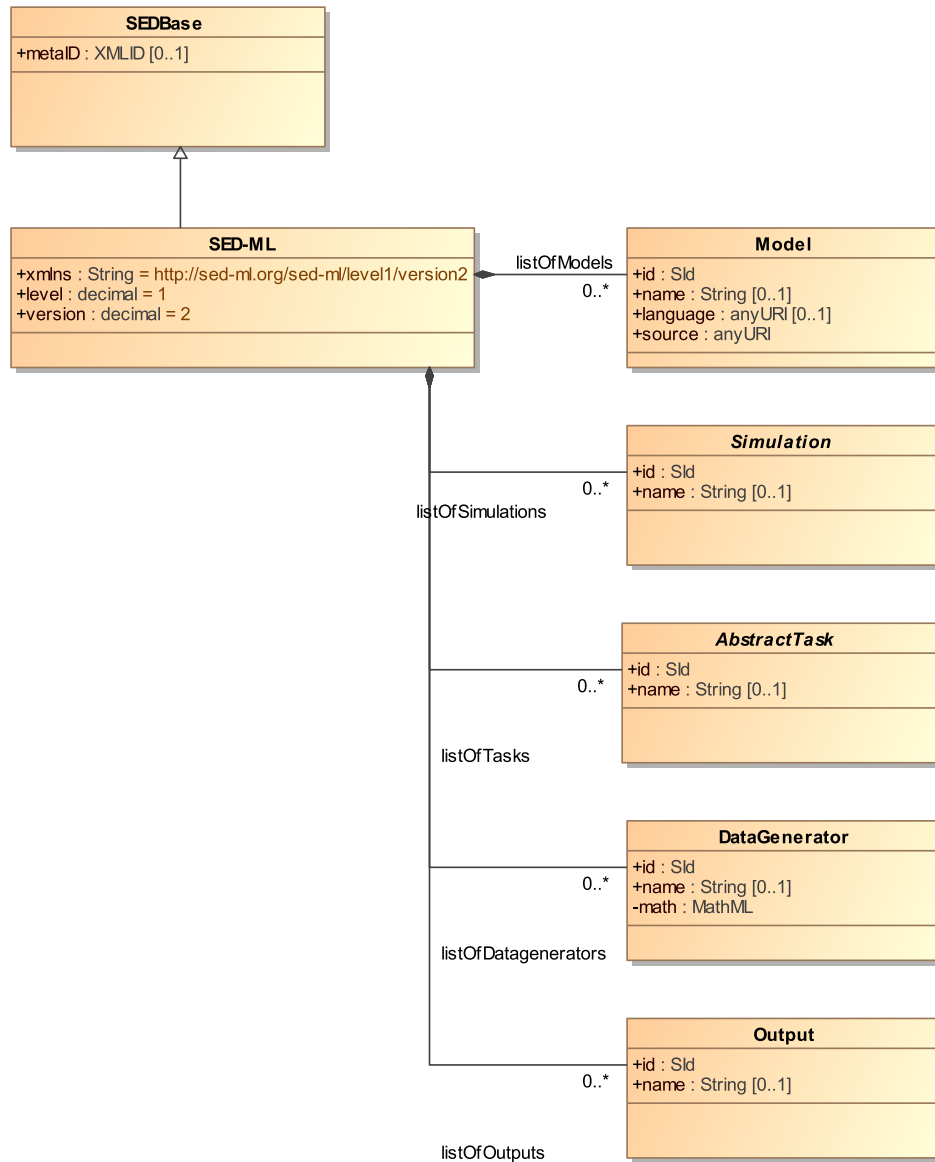 SEDBase
+metaID : XMLID [0..1]
SED-ML
+xmlns : String = http://sed-ml.org/sed-ml/level1/version2
+level : decimal = 1
+version : decimal = 2
listOfModels
0..*
Model
+id : SId
+name : String [0..1]
+language : anyURI [0..1]
+source : anyURI
Simulation
+id : SId
+name : String [0..1]
0..*
listOfSimulations
AbstractTask
+id : SId
+name : String [0..1]
0..*
listOfTasks
DataGenerator
+id : SId
+name : String [0..1]
-math : MathML
0..*
listOfDatagenerators
Output
+id : SId
+name : String [0..1]
0..*
listOfOutputs